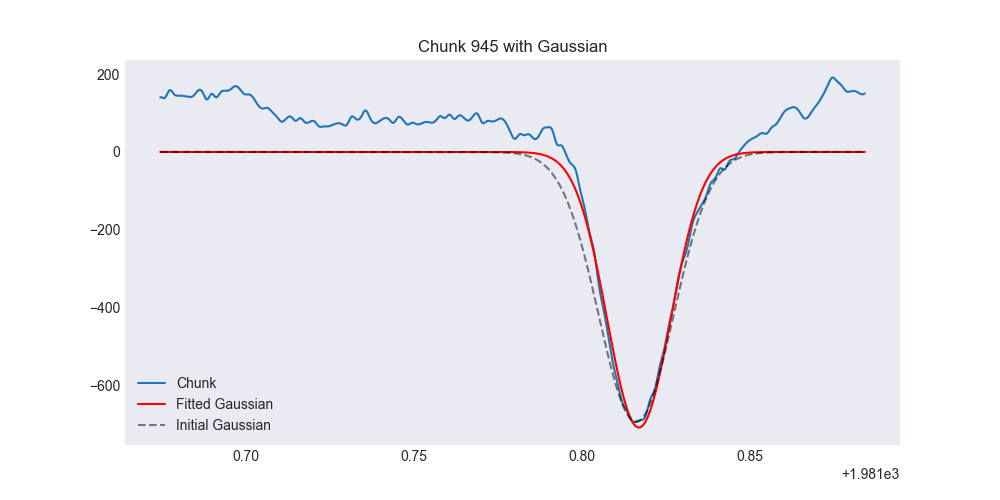 Chunk 945 with Gaussian
200
0
−200
−400
−600
Chunk
Fitted Gaussian
Initial Gaussian
0.70 0.75 0.80 0.85
+1.981e3